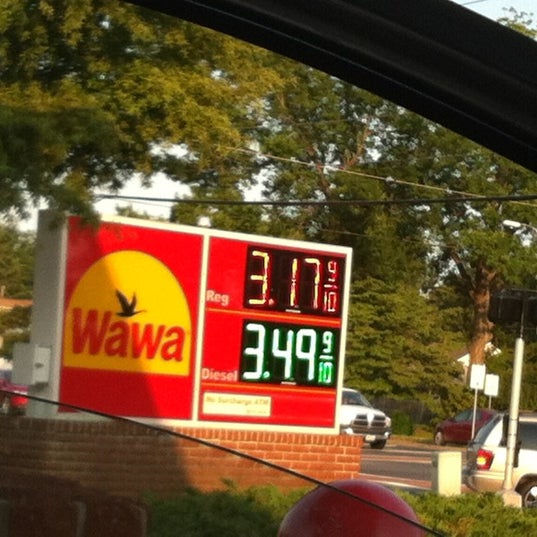 Wawa
Reg 3.17 9/10
Diesel 3.49 9/10
No Surcharge ATM